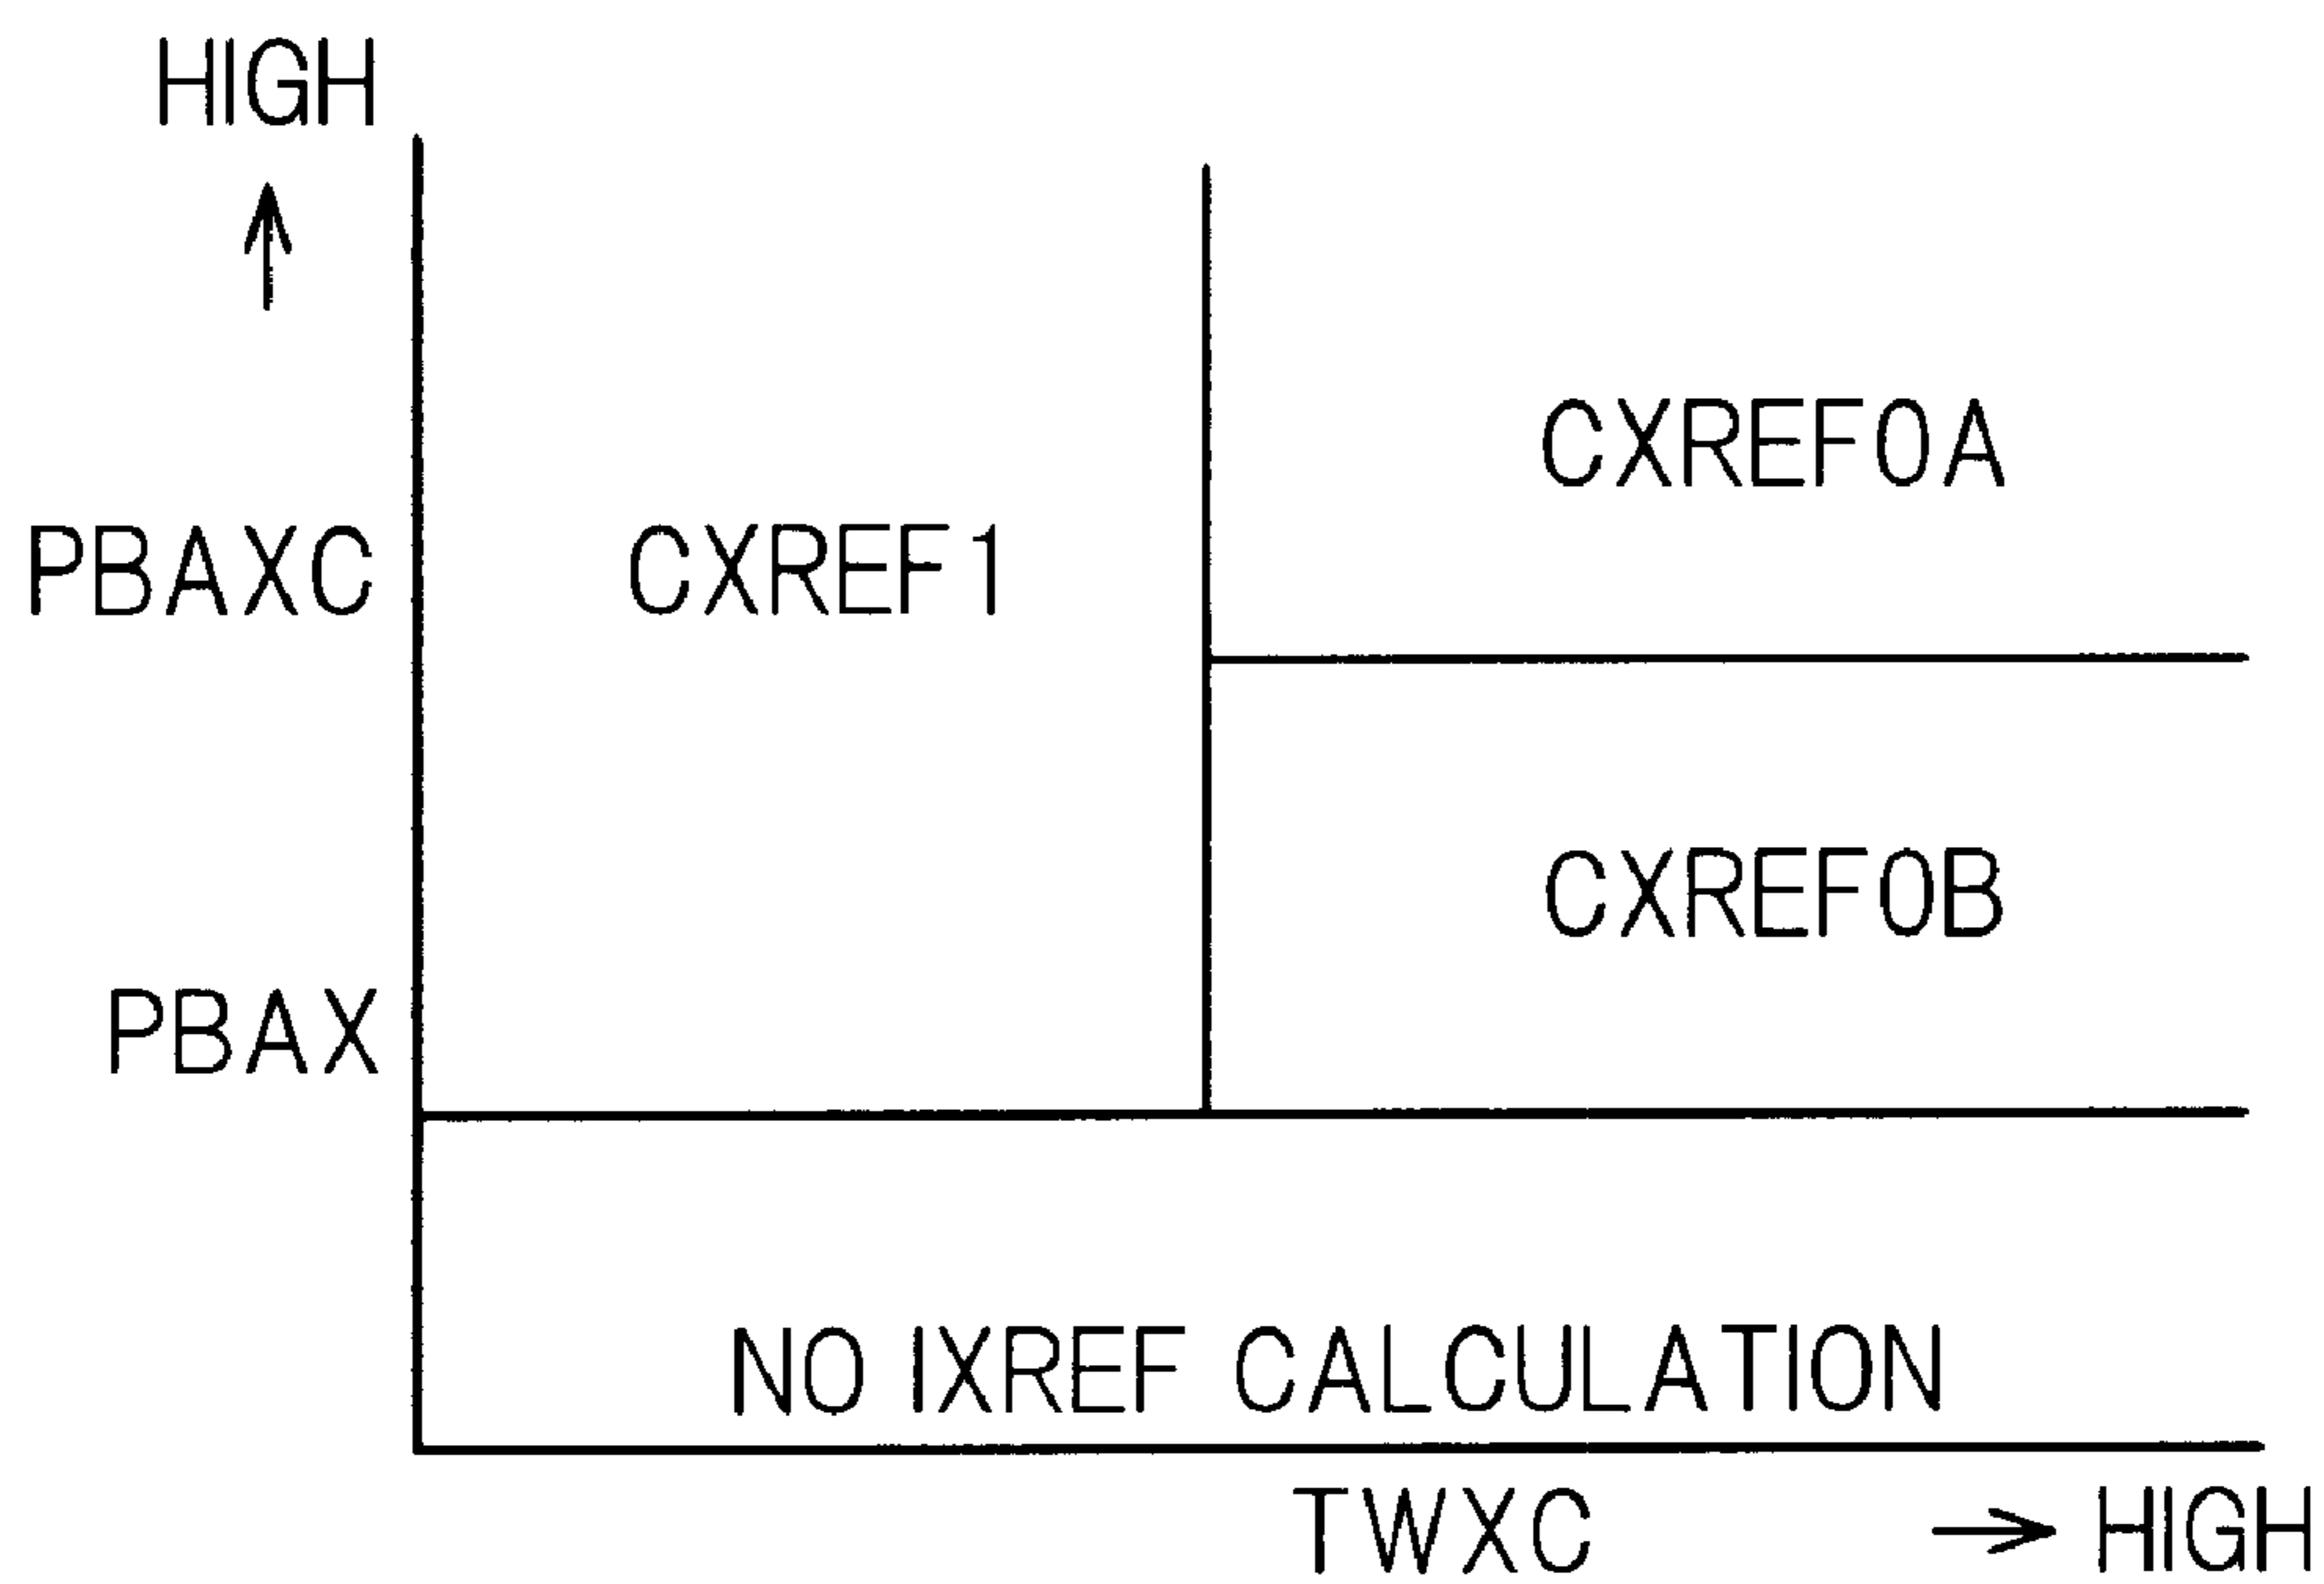 HIGH
CXREF0A
PBAXC
CXREF1
CXREF0B
PBAX
NO IXREF CALCULATION
TWXC
HIGH